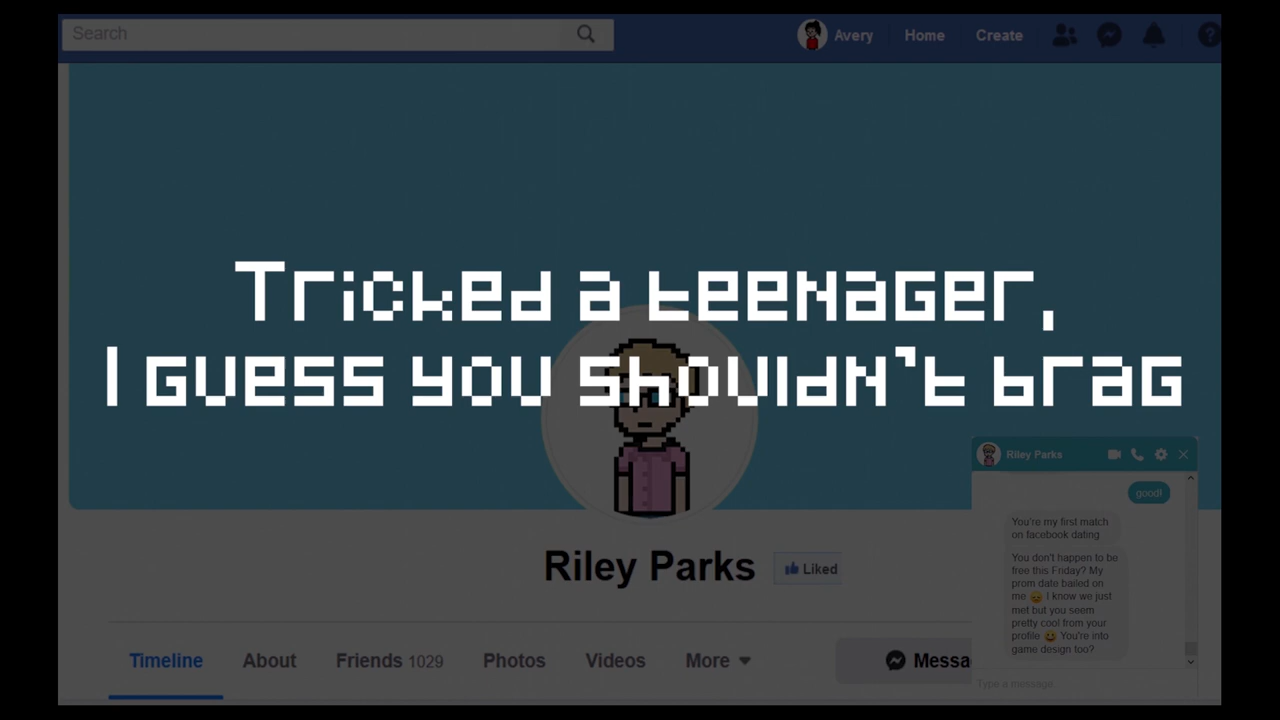 Search
Avery Home Create
Tricked a teenager,
I guess you shouldn't brag
Riley Parks
Liked
Timeline About Friends 1029 Photos Videos More
Messa
Riley Parks
good!
You're my first match
on facebook dating
You don't happen to be
free this Friday? My
prom date bailed on
me 😞 I know we just
met but you seem
pretty cool from your
profile 😀 You're into
game design too?
Type a message